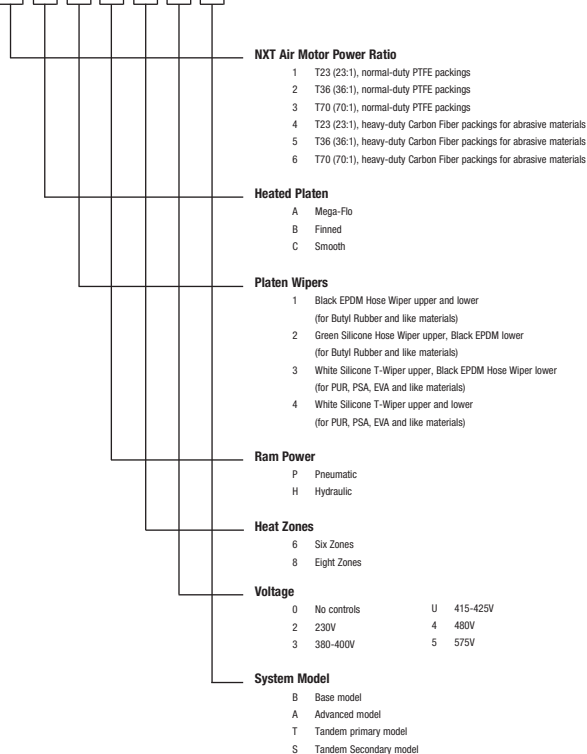 NXT Air Motor Power Ratio
1 T23 (23:1), normal-duty PTFE packings
2 T36 (36:1), normal-duty PTFE packings
3 T70 (70:1), normal-duty PTFE packings
4 T23 (23:1), heavy-duty Carbon Fiber packings for abrasive materials
5 T36 (36:1), heavy-duty Carbon Fiber packings for abrasive materials
6 T70 (70:1), heavy-duty Carbon Fiber packings for abrasive materials
Heated Platen
A Mega-Flo
B Finned
C Smooth
Platen Wipers
1 Black EPDM Hose Wiper upper and lower
(for Butyl Rubber and like materials)
2 Green Silicone Hose Wiper upper, Black EPDM lower
(for Butyl Rubber and like materials)
3 White Silicone T-Wiper upper, Black EPDM Hose Wiper lower
(for PUR, PSA, EVA and like materials)
4 White Silicone T-Wiper upper and lower
(for PUR, PSA, EVA and like materials)
Ram Power
P Pneumatic
H Hydraulic
Heat Zones
6 Six Zones
8 Eight Zones
Voltage
0 No controls U 415-425V
2 230V 4 480V
3 380-400V 5 575V
System Model
B Base model
A Advanced model
T Tandem primary model
S Tandem Secondary model